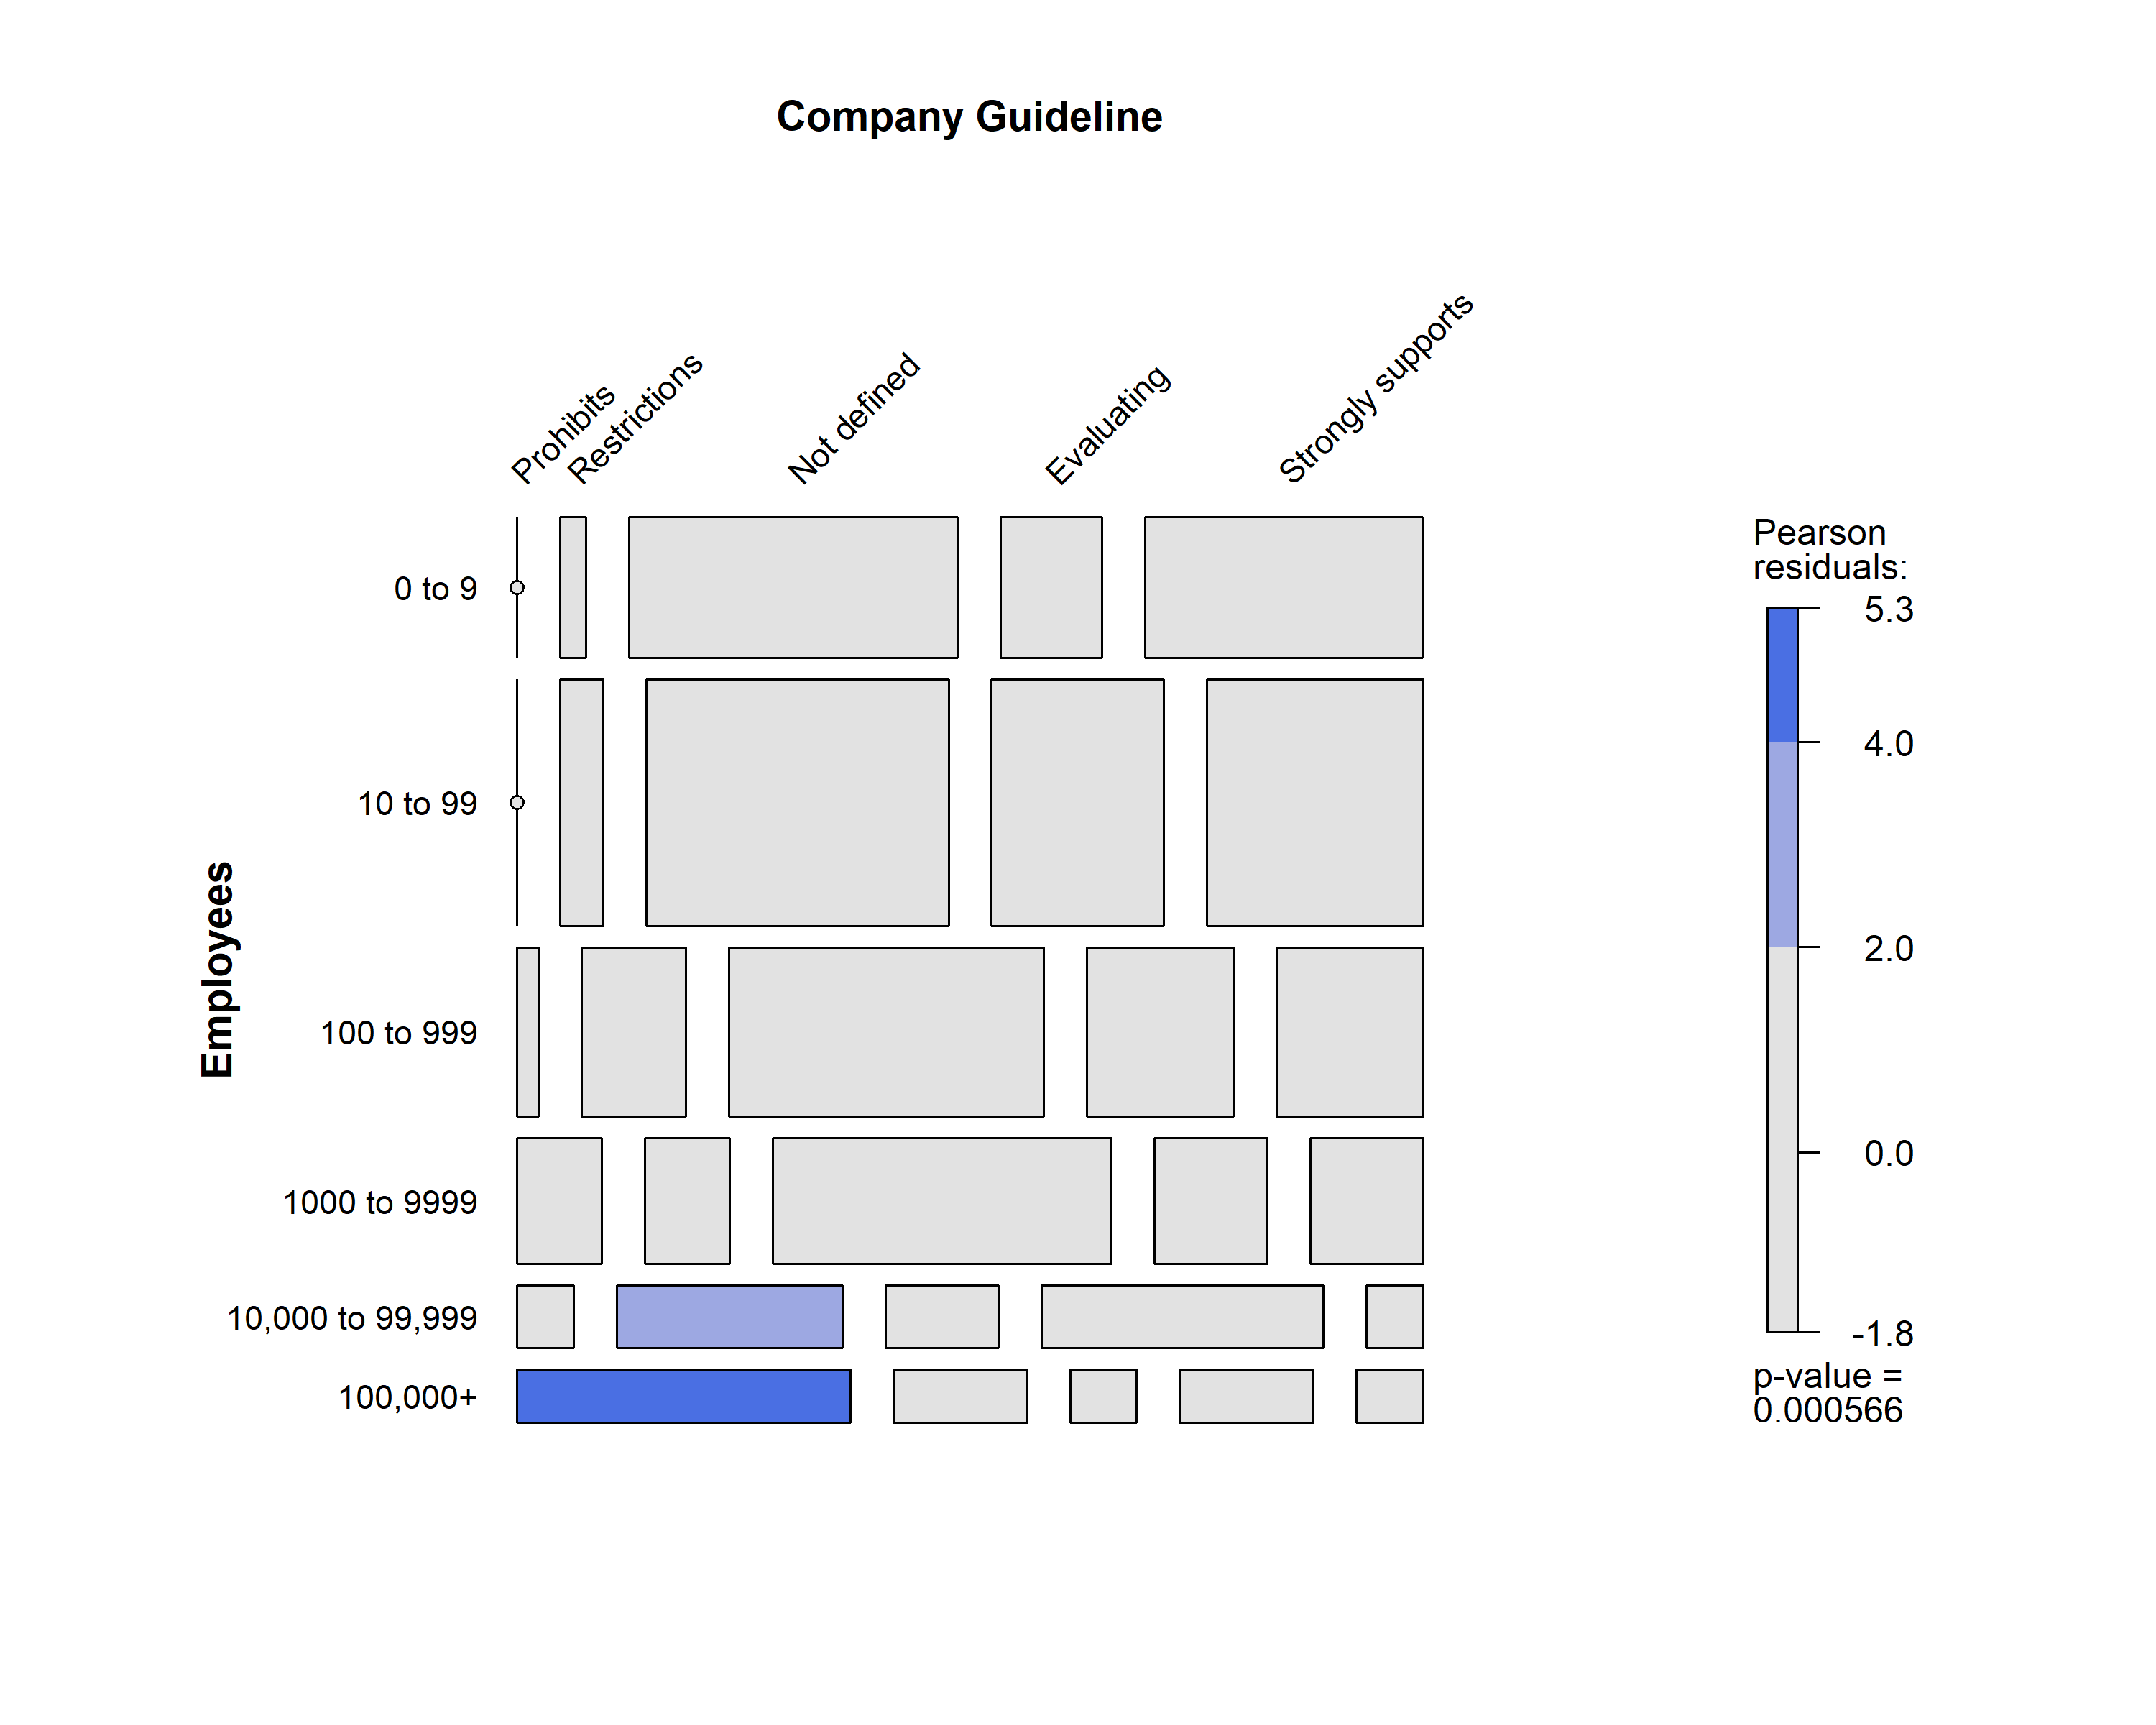 Company Guideline
Prohibits
Restrictions
Not defined
Evaluating
Strongly supports
Employees
0 to 9
10 to 99
100 to 999
1000 to 9999
10,000 to 99,999
100,000+
Pearson
residuals:
5.3
4.0
2.0
0.0
-1.8
p-value =
0.000566